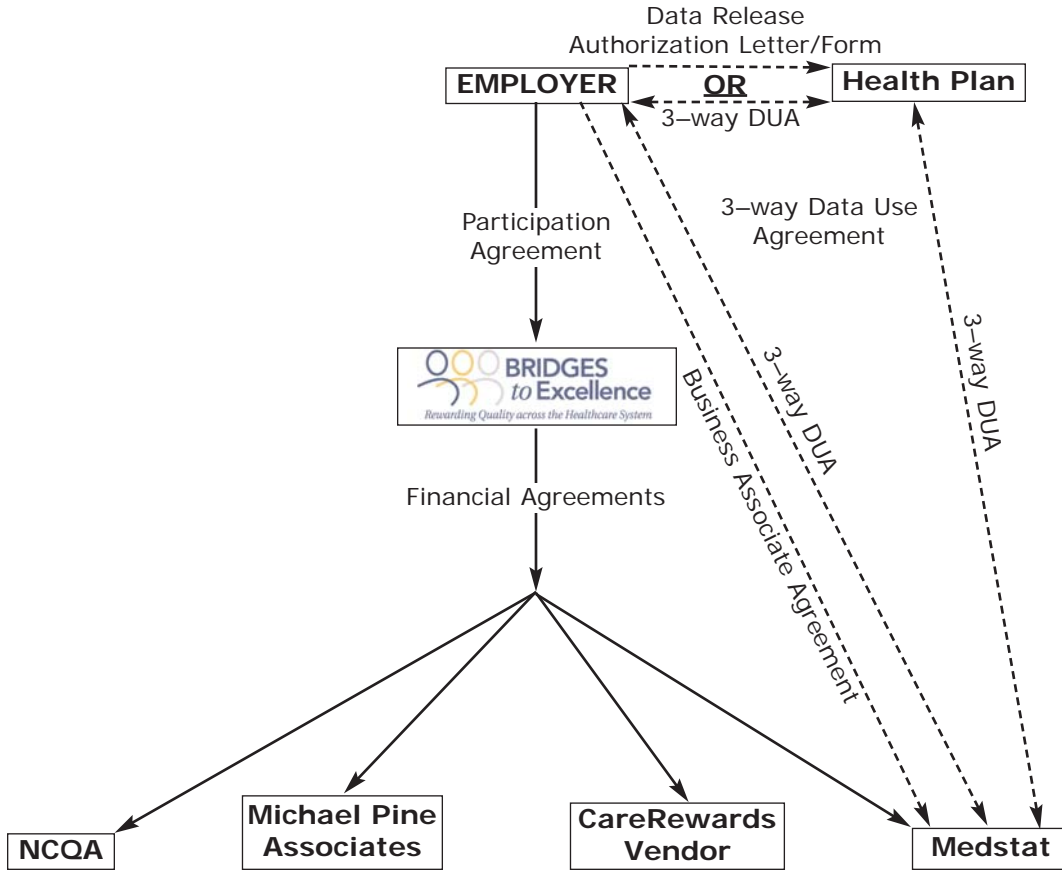 Data Release
Authorization Letter/Form
EMPLOYER
OR
Health Plan
3–way DUA
Participation
Agreement
3–way Data Use
Agreement
3–way DUA
3–way DUA
Business Associate Agreement
BRIDGES
to Excellence
Rewarding Quality across the Healthcare System
Financial Agreements
NCQA
Michael Pine
Associates
CareRewards
Vendor
Medstat